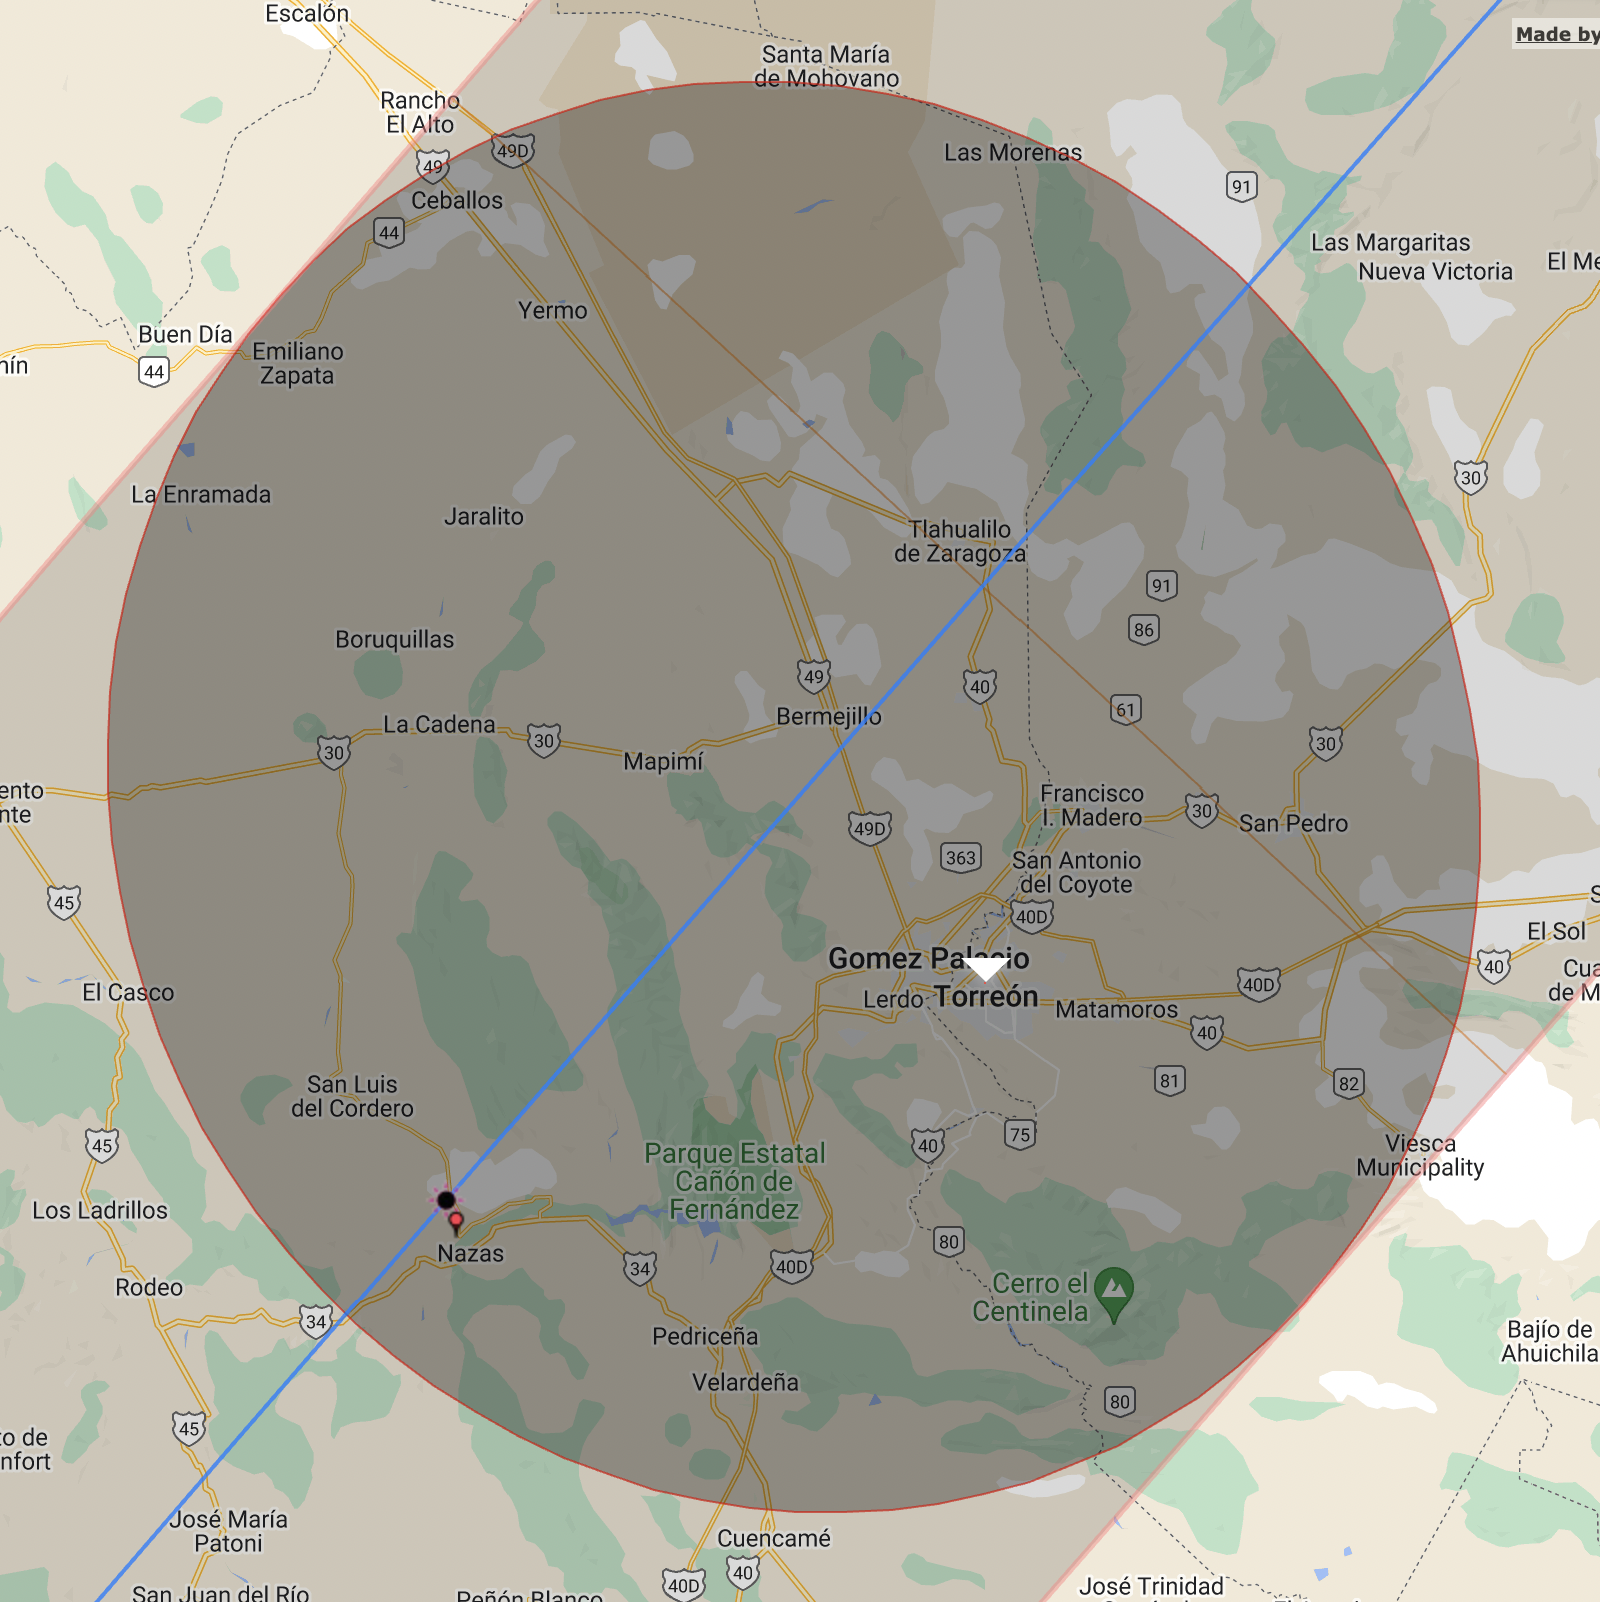 Escalón
Made by
Santa María
de Mohovano
Rancho
El Alto
49D
49
Las Morenas
91
Ceballos
44
Las Margaritas
Nueva Victoria
El Me
Yermo
Buen Día
Emiliano
Zapata
44
30
La Enramada
Jaralito
Tlahualilo
de Zaragoza
91
86
Boruquillas
49
40
61
La Cadena
Bermejillo
30
30
30
Mapimí
ento
nte
Francisco
I. Madero
30
San Pedro
49D
363
San Antonio
del Coyote
45
40D
El Sol
Gomez Palacio
40
Cua
de M
El Casco
Lerdo
Torreón
Matamoros
40D
40
San Luis
del Cordero
81
82
45
40
75
Parque Estatal
Cañón de
Fernández
Viesca
Municipality
Los Ladrillos
80
Nazas
34
40D
Rodeo
Cerro el
Centinela
34
Pedriceña
Bajío de
Ahuichila
Velardeña
80
45
to de
nfort
José María
Patoni
Cuencamé
40D
40
José Trinidad
San Juan del Río
Peñón Blanco